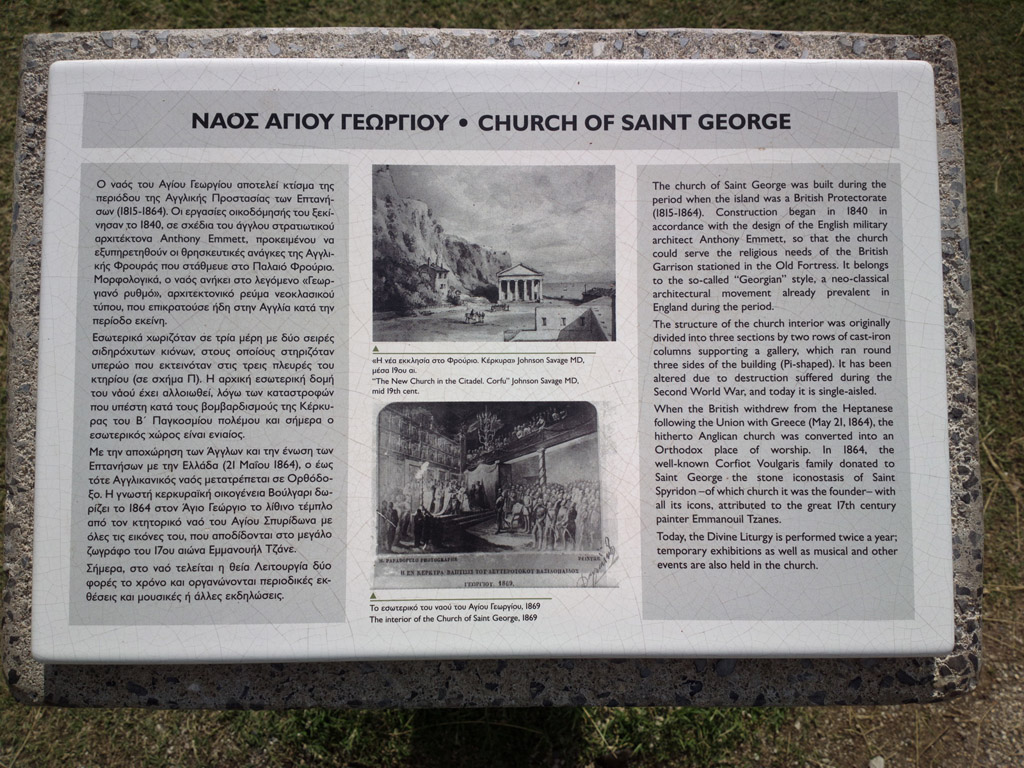 ΝΑΟΣ ΑΓΙΟΥ ΓΕΩΡΓΙΟΥ • CHURCH OF SAINT GEORGE
Ο ναός του Αγίου Γεωργίου αποτελεί κτίσμα της
περιόδου της Αγγλικής Προστασίας των Επτανή-
σων (1815-1864). Οι εργασίες οικοδόμησής του ξεκί-
νησαν το 1840, σε σχέδια του άγγλου στρατιωτικού
αρχιτέκτονα Anthony Emmett, προκειμένου να
εξυπηρετηθούν οι θρησκευτικές ανάγκες της Αγγλι-
κής Φρουράς που στάθμευε στο Παλαιό Φρούριο.
Μορφολογικά, ο ναός ανήκει στο λεγόμενο «Γεωρ-
γιανό ρυθμό», αρχιτεκτονικό ρεύμα νεοκλασικού
τύπου, που επικρατούσε ήδη στην Αγγλία κατά την
περίοδο εκείνη.
Εσωτερικά χωριζόταν σε τρία μέρη με δύο σειρές
σιδηρόχυτων κιόνων, στους οποίους στηριζόταν
υπερώο που εκτεινόταν στις τρεις πλευρές του
κτηρίου (σε σχήμα Π). Η αρχική εσωτερική δομή
του νάού έχει αλλοιωθεί, λόγω των καταστροφών
που υπέστη κατά τους βομβαρδισμούς της Κέρκυ-
ρας του Β΄ Παγκοσμίου πολέμου και σήμερα ο
εσωτερικός χώρος είναι ενιαίος.
Με την αποχώρηση των Άγγλων και την ένωση των
Επτανήσων με την Ελλάδα (21 Μαΐου 1864), ο έως
τότε Αγγλικανικός ναός μετατρέπεται σε Ορθόδο-
ξο. Η γνωστή κερκυραϊκή οικογένεια Βούλγαρι δω-
ρίζει το 1864 στον Άγιο Γεώργιο το λίθινο τέμπλο
από τον κτητορικό ναό του Αγίου Σπυρίδωνα με
όλες τις εικόνες του, που αποδίδονται στο μεγάλο
ζωγράφο του 17ου αιώνα Εμμανουήλ Τζάνε.
Σήμερα, στο ναό τελείται η θεία Λειτουργία δύο
φορές το χρόνο και οργανώνονται περιοδικές εκ-
θέσεις και μουσικές ή άλλες εκδηλώσεις.
«Η νέα εκκλησία στο Φρούριο. Κέρκυρα» Johnson Savage MD,
μέσα 19ου αι.
"The New Church in the Citadel. Corfu" Johnson Savage MD,
mid 19th cent.
Η ΕΝ ΚΕΡΚΥΡΑ ΒΑΠΤΙΣΙΣ ΤΟΥ ΔΕΥΤΕΡΟΤΟΚΟΥ ΒΑΣΙΛΟΠΑΙΔΟΣ
ΓΕΩΡΓΙΟΥ. 1869.
Το εσωτερικό του ναού του Αγίου Γεωργίου, 1869
The interior of the Church of Saint George, 1869
The church of Saint George was built during the
period when the island was a British Protectorate
(1815-1864). Construction began in 1840 in
accordance with the design of the English military
architect Anthony Emmett, so that the church
could serve the religious needs of the British
Garrison stationed in the Old Fortress. It belongs
to the so-called "Georgian" style, a neo-classical
architectural movement already prevalent in
England during the period.
The structure of the church interior was originally
divided into three sections by two rows of cast-iron
columns supporting a gallery, which ran round
three sides of the building (Pi-shaped). It has been
altered due to destruction suffered during the
Second World War, and today it is single-aisled.
When the British withdrew from the Heptanese
following the Union with Greece (May 21, 1864), the
hitherto Anglican church was converted into an
Orthodox place of worship. In 1864, the
well-known Corfiot Voulgaris family donated to
Saint George the stone iconostasis of Saint
Spyridon –of which church it was the founder– with
all its icons, attributed to the great 17th century
painter Emmanouil Tzanes.
Today, the Divine Liturgy is performed twice a year;
temporary exhibitions as well as musical and other
events are also held in the church.